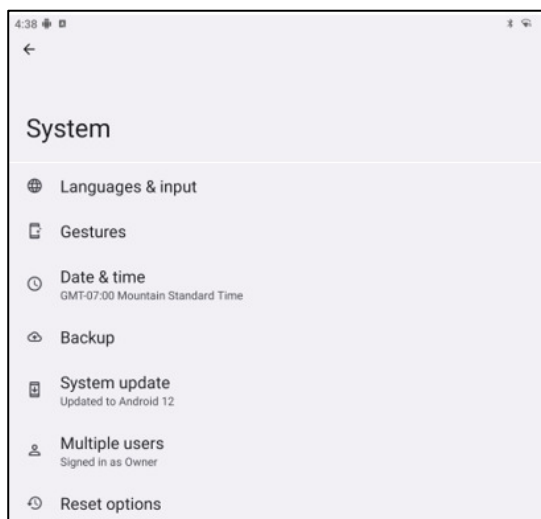 4:38
System
Languages & input
Gestures
Date & time
GMT-07:00 Mountain Standard Time
Backup
System update
Updated to Android 12
Multiple users
Signed in as Owner
Reset options